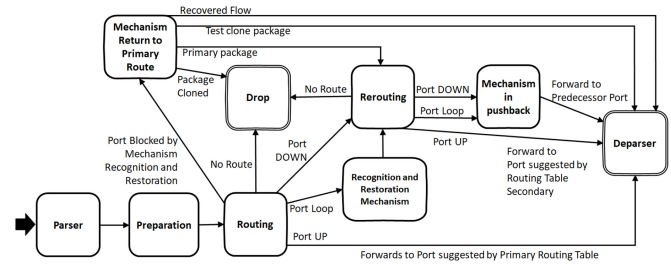 Recovered Flow
Test clone package
Mechanism
Return to
Primary
Route
Primary package
Package
Cloned
Drop
No Route
Rerouting
Port DOWN
Port Loop
Mechanism
in
pushback
Forward to
Predecessor Port
Port UP
Deparser
Port Blocked by
Mechanism
Recognition and
Restoration
No Route
Port
DOWN
Recognition and
Restoration
Mechanism
Forward to
Port suggested by
Routing Table
Secondary
Parser
Preparation
Routing
Port Loop
Port UP
Forwards to Port suggested by Primary Routing Table